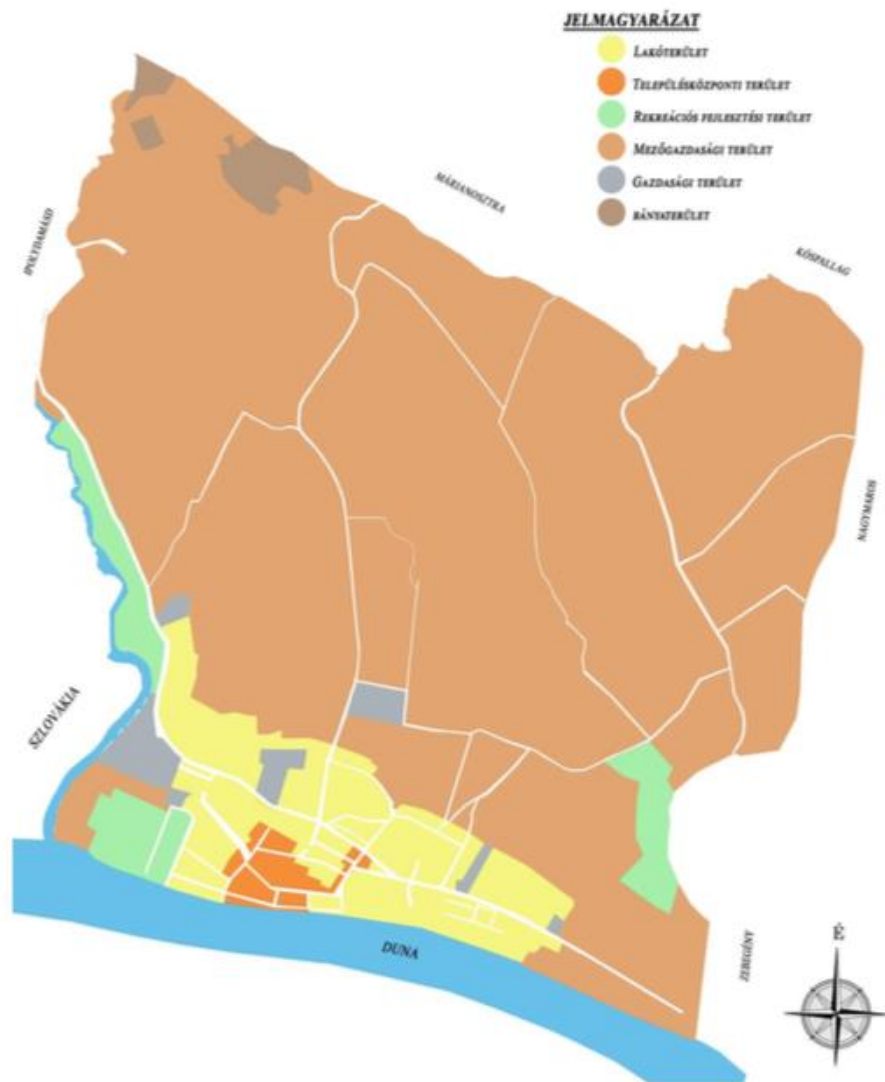 JELMAGYARÁZAT
LAKÓTERÜLET
TELEPÜLÉSKÖZPONTI TERÜLET
REKREÁCIÓS FEJLESZTÉSI TERÜLET
MEZŐGAZDASÁGI TERÜLET
GAZDASÁGI TERÜLET
BÁNYATERÜLET
MÁRIANOSZTRA
KÓSPALLAG
IPOLYDAMÁSD
NAGYMAROS
SZLOVÁKIA
DUNA
ZEBEGÉNY
É